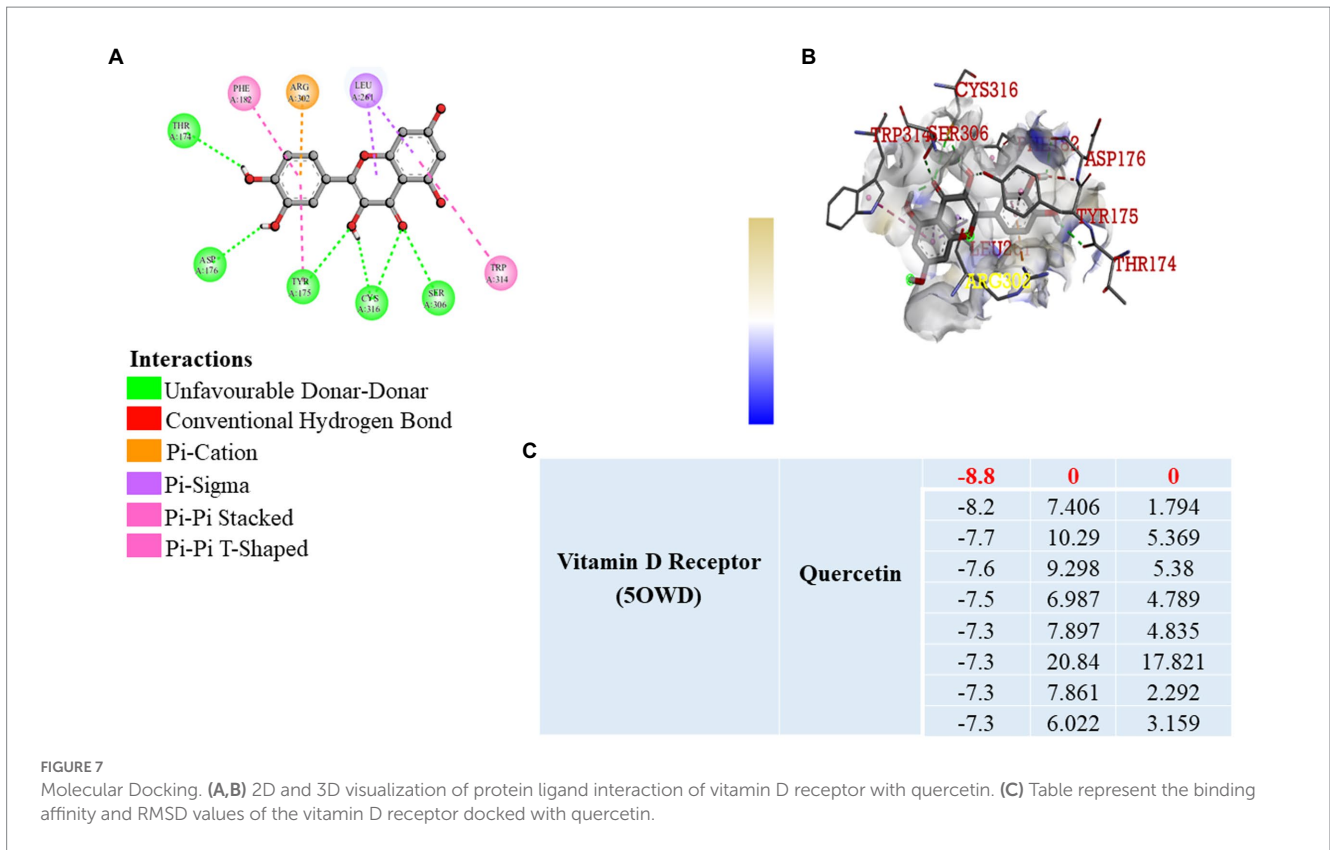 A
PHE
A:182
ARG
A:302
LEU
A:261
THR
A:174
ASP
A:176
TYR
A:175
CYS
A:316
SER
A:306
TRP
A:314
Interactions
Unfavourable Donar-Donar
Conventional Hydrogen Bond
Pi-Cation
Pi-Sigma
Pi-Pi Stacked
Pi-Pi T-Shaped
B
CYS316
TRP314 SER306
ASP176
TYR175
THR174
ARG302
C
Vitamin D Receptor
(5OWD)
Quercetin
-8.8 0 0
-8.2 7.406 1.794
-7.7 10.29 5.369
-7.6 9.298 5.38
-7.5 6.987 4.789
-7.3 7.897 4.835
-7.3 20.84 17.821
-7.3 7.861 2.292
-7.3 6.022 3.159
FIGURE 7
Molecular Docking. (A,B) 2D and 3D visualization of protein ligand interaction of vitamin D receptor with quercetin. (C) Table represent the binding
affinity and RMSD values of the vitamin D receptor docked with quercetin.